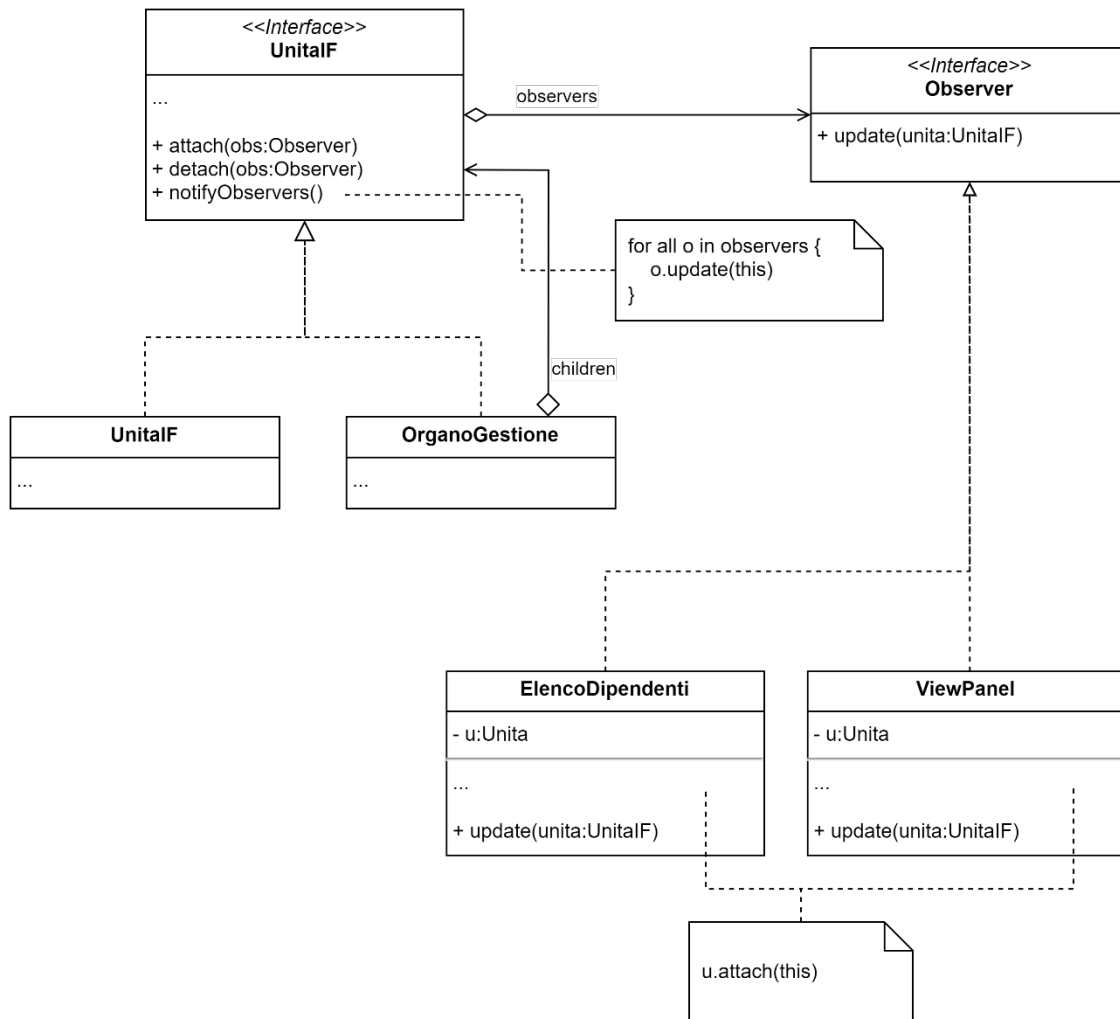 <<Interface>>
UnitaIF
...
+ attach(obs:Observer)
+ detach(obs:Observer)
+ notifyObservers()
observers
<<Interface>>
Observer
+ update(unita:UnitaIF)
for all o in observers {
o.update(this)
}
children
UnitaIF
...
OrganoGestione
...
ElencoDipendenti
- u:Unita
...
+ update(unita:UnitaIF)
ViewPanel
- u:Unita
...
+ update(unita:UnitaIF)
u.attach(this)